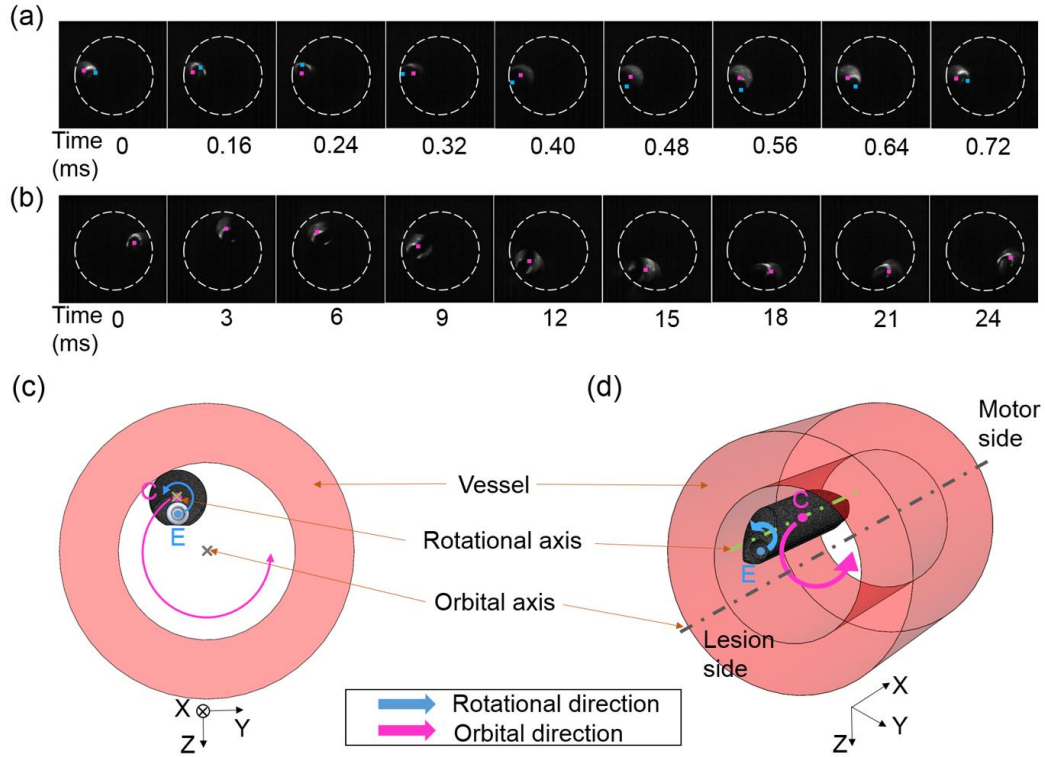 (a)
Time (ms) 0 0.16 0.24 0.32 0.40 0.48 0.56 0.64 0.72
(b)
Time (ms) 0 3 6 9 12 15 18 21 24
(c)
(d)
C
E
X
Y
Z
Vessel
Rotational axis
Orbital axis
Motor
side
C
E
Lesion
side
X
Y
Z
Rotational direction
Orbital direction